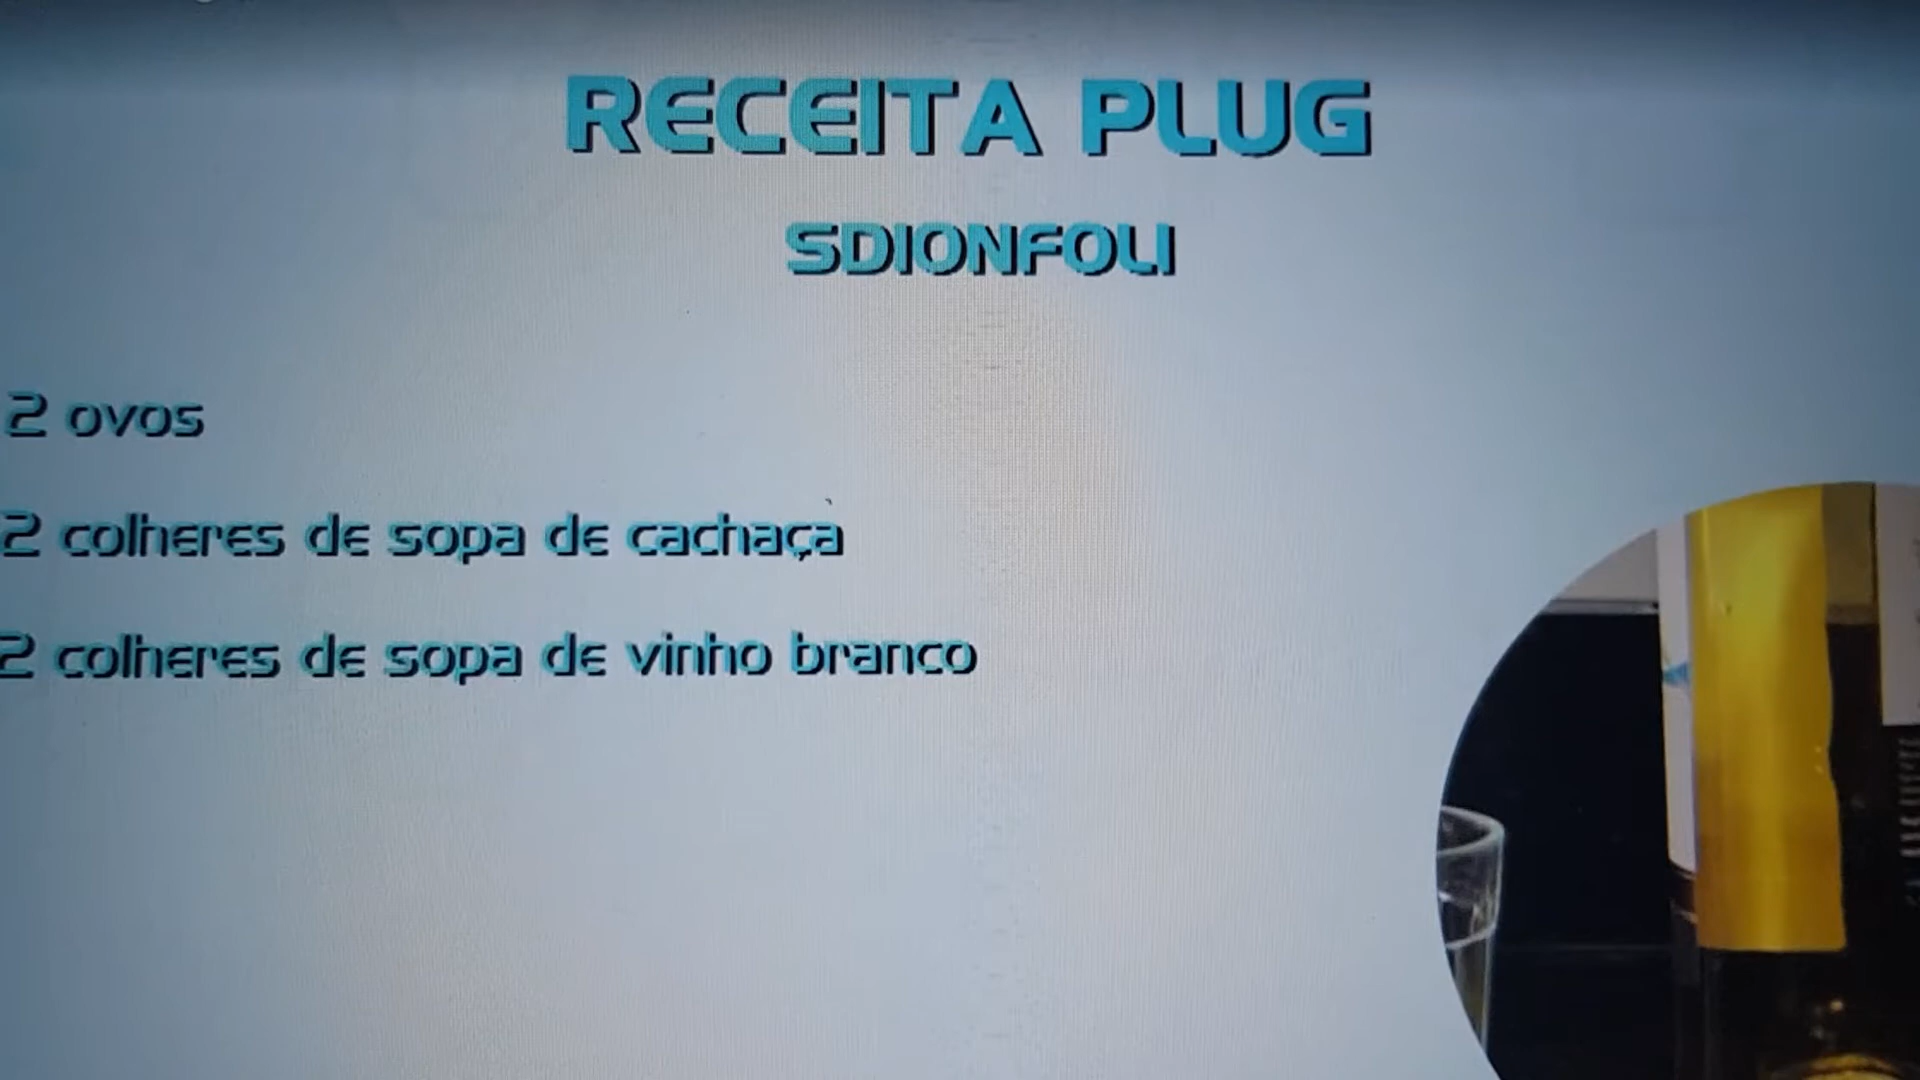 RECEITA PLUG
SDIONFOLI
2 ovos
2 colheres de sopa de cachaça
2 colheres de sopa de vinho branco